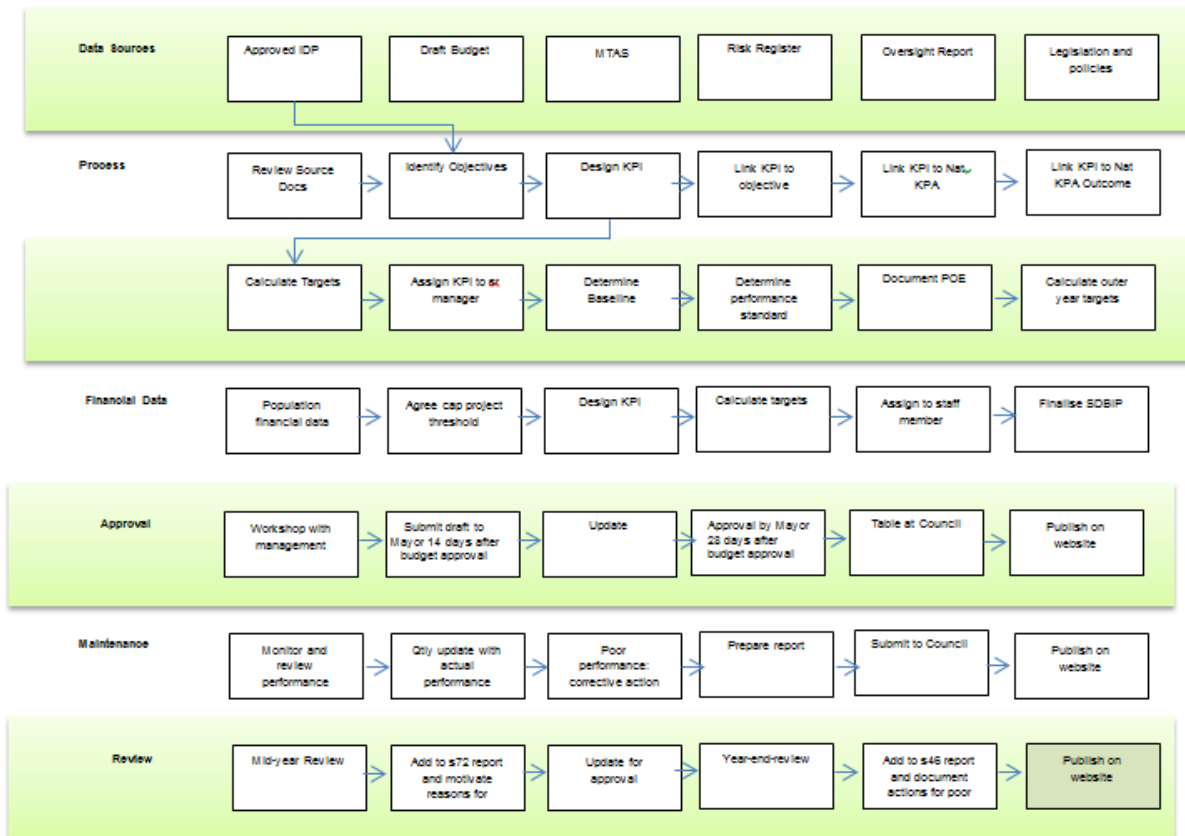 Data Sources
Approved IDP
Draft Budget
MTAS
Risk Register
Oversight Report
Legislation and
policies
Process
Review Source
Docs
Identify Objectives
Design KPI
Link KPI to
objective
Link KPI to Nat
KPA
Link KPI to Nat
KPA Outcome
Calculate Targets
Assign KPI to sr
manager
Determine
Baseline
Determine
performance
standard
Document POE
Calculate outer
year targets
Financial Data
Population
financial data
Agree cap project
threshold
Design KPI
Calculate targets
Assign to staff
member
Finalise SDBIP
Approval
Workshop with
management
Submit draft to
Mayor 14 days after
budget approval
Update
Approval by Mayor
28 days after
budget approval
Table at Council
Publish on
website
Maintenance
Monitor and
review
performance
Qtly update with
actual
performance
Poor
performance:
corrective action
Prepare report
Submit to Council
Publish on
website
Review
Mid-year Review
Add to s72 report
and motivate
reasons for
Update for
approval
Year-end-review
Add to s46 report
and document
actions for poor
Publish on
website